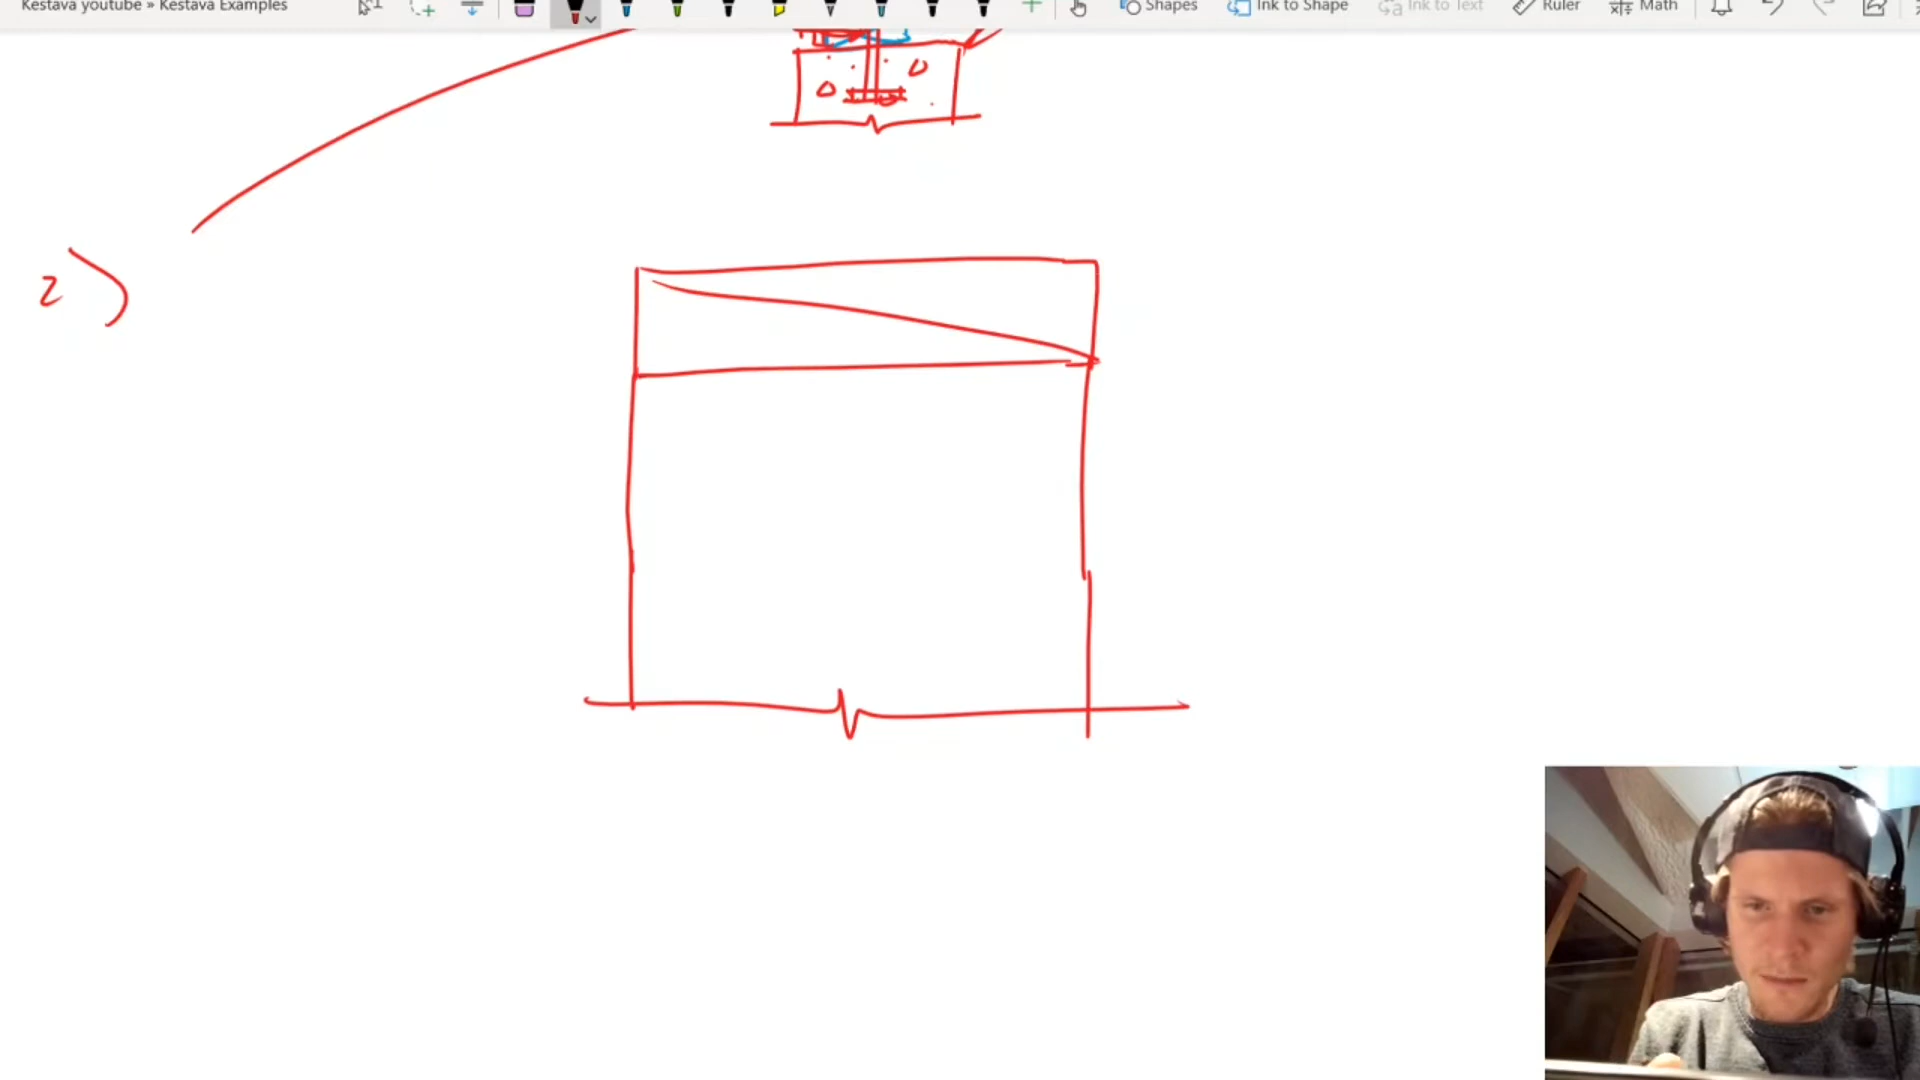 Kestava youtube » Kestava Examples
Shapes
Ink to Shape
Ink to Text
Ruler
Math
2)